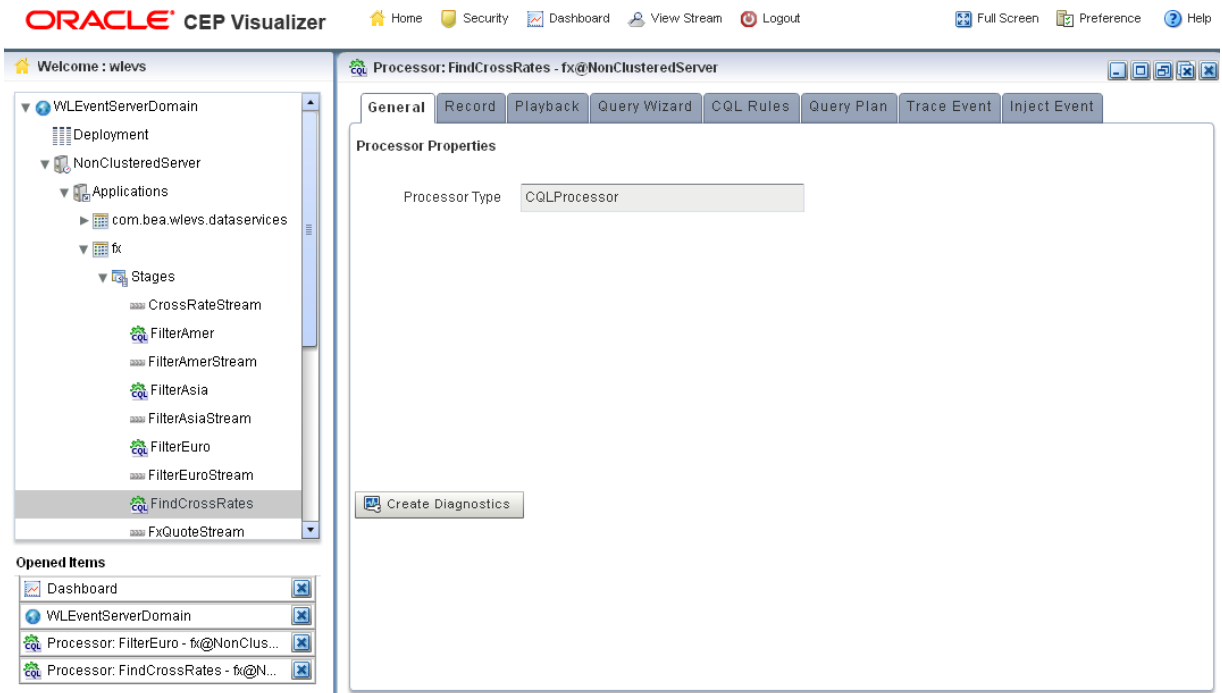 ORACLE CEP Visualizer
Home Security Dashboard View Stream Logout Full Screen Preference Help
Welcome : wlevs
WLEventServerDomain
Deployment
NonClusteredServer
Applications
com.bea.wlevs.dataservices
fx
Stages
CrossRateStream
FilterAmer
FilterAmerStream
FilterAsia
FilterAsiaStream
FilterEuro
FilterEuroStream
FindCrossRates
FxQuoteStream
Opened Items
Dashboard
WLEventServerDomain
Processor: FilterEuro - fx@NonClus...
Processor: FindCrossRates - fx@N...
Processor: FindCrossRates - fx@NonClusteredServer
General Record Playback Query Wizard CQL Rules Query Plan Trace Event Inject Event
Processor Properties
Processor Type CQLProcessor
Create Diagnostics